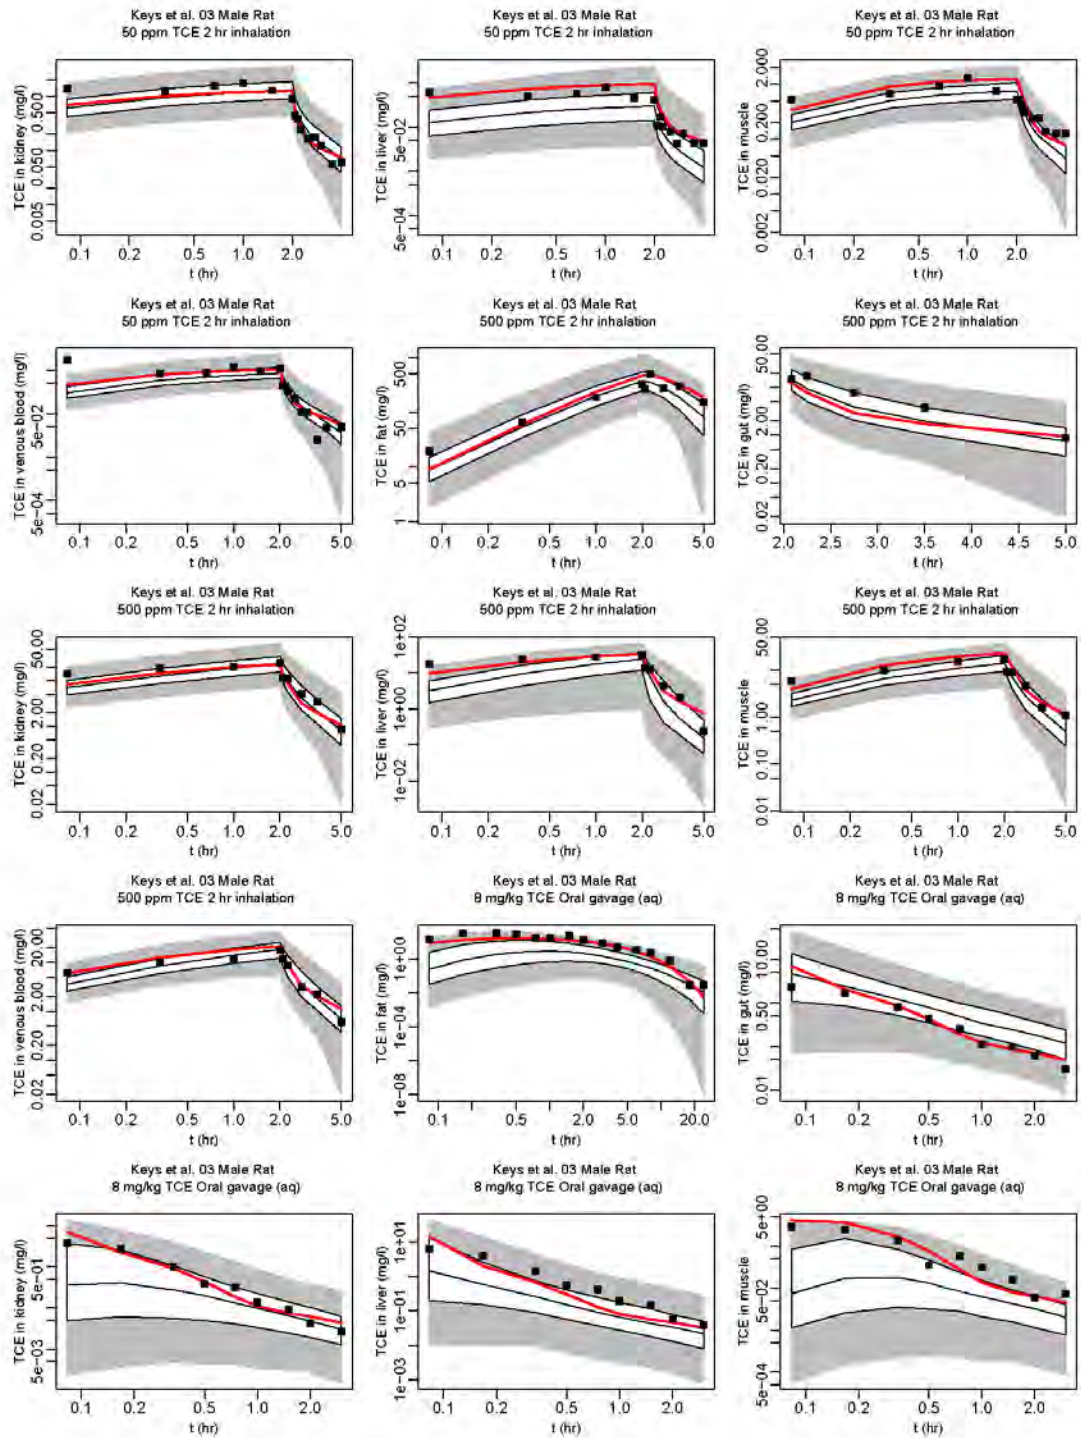 Keys et al. 03 Male Rat
50 ppm TCE 2 hr inhalation
TCE in kidney (mg/l)
0.500
0.050
0.005
0.1 0.2 0.5 1.0 2.0
t (hr)
Keys et al. 03 Male Rat
50 ppm TCE 2 hr inhalation
TCE in liver (mg/l)
5e-02
5e-04
0.1 0.2 0.5 1.0 2.0
t (hr)
Keys et al. 03 Male Rat
50 ppm TCE 2 hr inhalation
TCE in muscle
2.000
0.200
0.020
0.002
0.1 0.2 0.5 1.0 2.0
t (hr)
Keys et al. 03 Male Rat
50 ppm TCE 2 hr inhalation
TCE in venous blood (mg/l)
5e-02
5e-04
0.1 0.2 0.5 1.0 2.0 5.0
t (hr)
Keys et al. 03 Male Rat
500 ppm TCE 2 hr inhalation
TCE in fat (mg/l)
500
50
5
1
0.1 0.2 0.5 1.0 2.0 5.0
t (hr)
Keys et al. 03 Male Rat
500 ppm TCE 2 hr inhalation
TCE in gut (mg/l)
50.00
2.00
0.20
0.02
2.0 2.5 3.0 3.5 4.0 4.5 5.0
t (hr)
Keys et al. 03 Male Rat
500 ppm TCE 2 hr inhalation
TCE in kidney (mg/l)
50.00
2.00
0.20
0.02
0.1 0.2 0.5 1.0 2.0 5.0
t (hr)
Keys et al. 03 Male Rat
500 ppm TCE 2 hr inhalation
TCE in liver (mg/l)
1e+02
1e+00
1e-02
0.1 0.2 0.5 1.0 2.0 5.0
t (hr)
Keys et al. 03 Male Rat
500 ppm TCE 2 hr inhalation
TCE in muscle
50.00
1.00
0.10
0.01
0.1 0.2 0.5 1.0 2.0 5.0
t (hr)
Keys et al. 03 Male Rat
500 ppm TCE 2 hr inhalation
TCE in venous blood (mg/l)
20.00
2.00
0.20
0.02
0.1 0.2 0.5 1.0 2.0 5.0
t (hr)
Keys et al. 03 Male Rat
8 mg/kg TCE Oral gavage (aq)
TCE in fat (mg/l)
1e+00
1e-04
1e-08
0.1 0.5 2.0 5.0 20.0
t (hr)
Keys et al. 03 Male Rat
8 mg/kg TCE Oral gavage (aq)
TCE in gut (mg/l)
10.00
0.50
0.01
0.1 0.2 0.5 1.0 2.0
t (hr)
Keys et al. 03 Male Rat
8 mg/kg TCE Oral gavage (aq)
TCE in kidney (mg/l)
5e-01
5e-03
0.1 0.2 0.5 1.0 2.0
t (hr)
Keys et al. 03 Male Rat
8 mg/kg TCE Oral gavage (aq)
TCE in liver (mg/l)
1e+01
1e-01
1e-03
0.1 0.2 0.5 1.0 2.0
t (hr)
Keys et al. 03 Male Rat
8 mg/kg TCE Oral gavage (aq)
TCE in muscle
5e+00
5e-02
5e-04
0.1 0.2 0.5 1.0 2.0
t (hr)